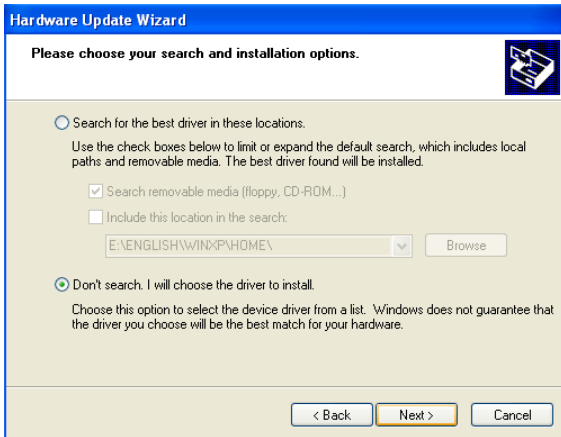 Hardware Update Wizard
Please choose your search and installation options.
Search for the best driver in these locations.
Use the check boxes below to limit or expand the default search, which includes local
paths and removable media. The best driver found will be installed.
Search removable media (floppy, CD-ROM...)
Include this location in the search:
E:\ENGLISH\WINXP\HOME\
Browse
Don't search. I will choose the driver to install.
Choose this option to select the device driver from a list. Windows does not guarantee that
the driver you choose will be the best match for your hardware.
< Back Next > Cancel